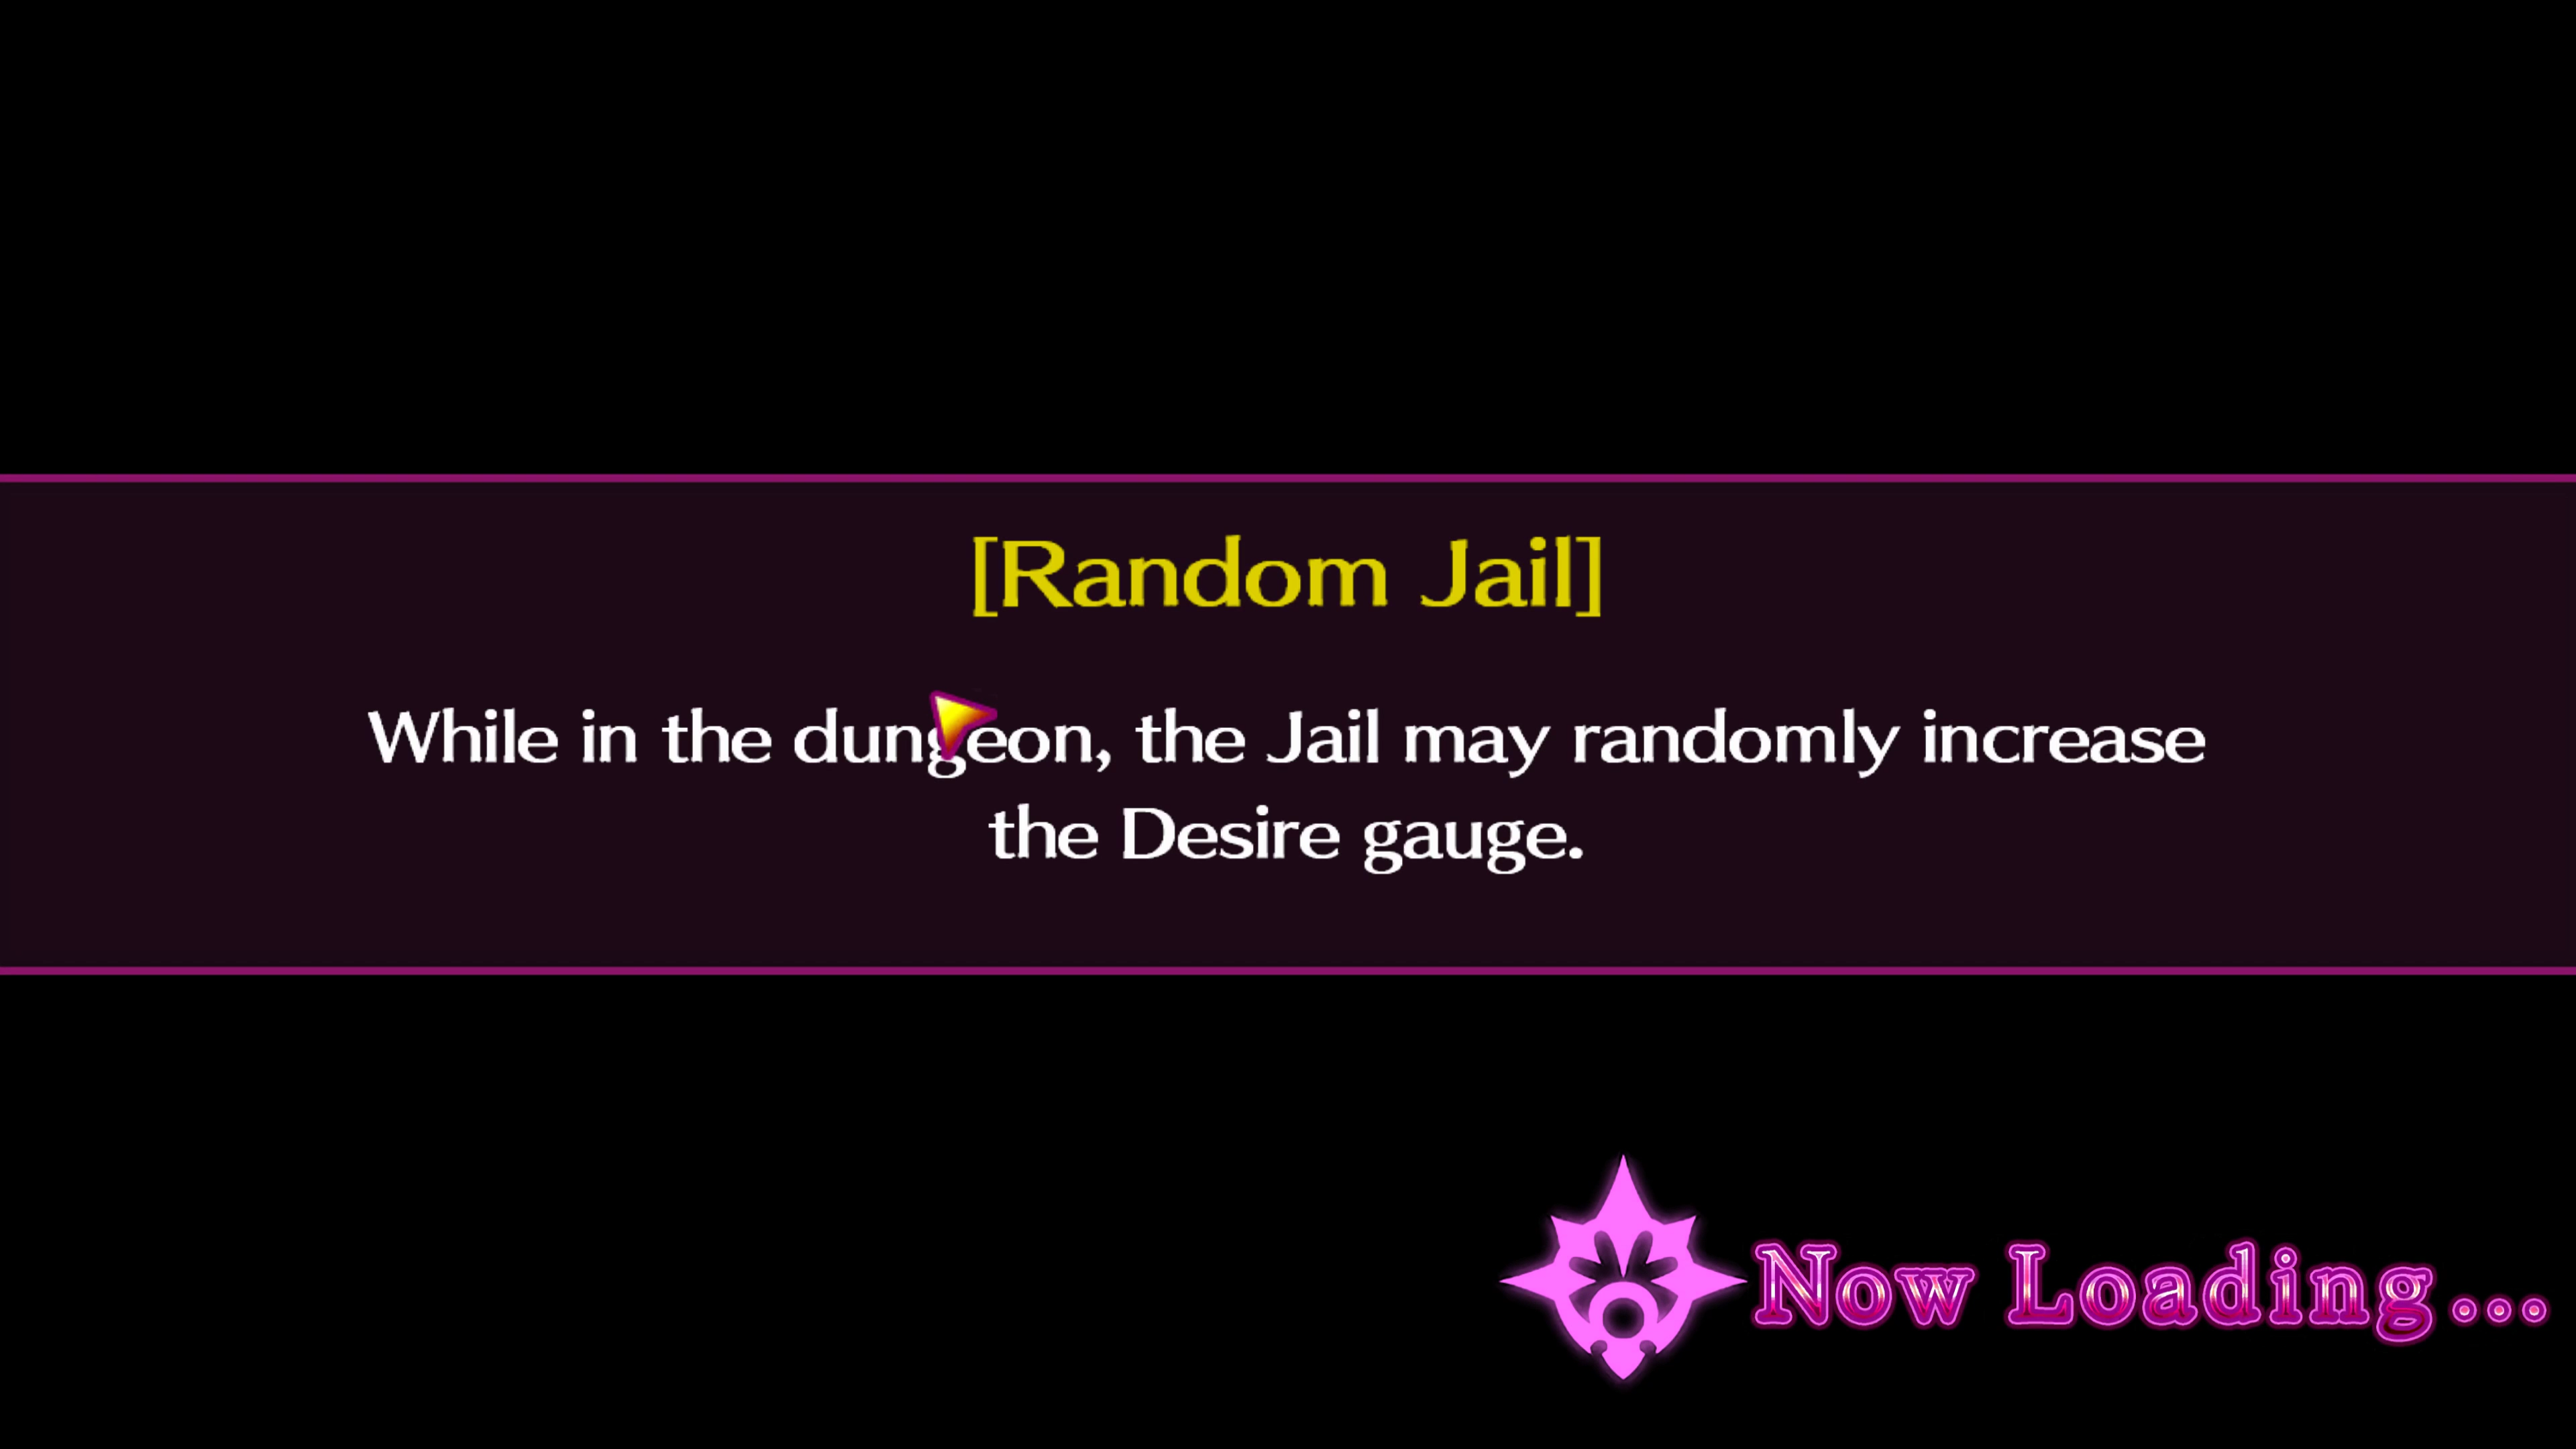 [Random Jail]
While in the dungeon, the Jail may randomly increase
the Desire gauge.
Now Loading...